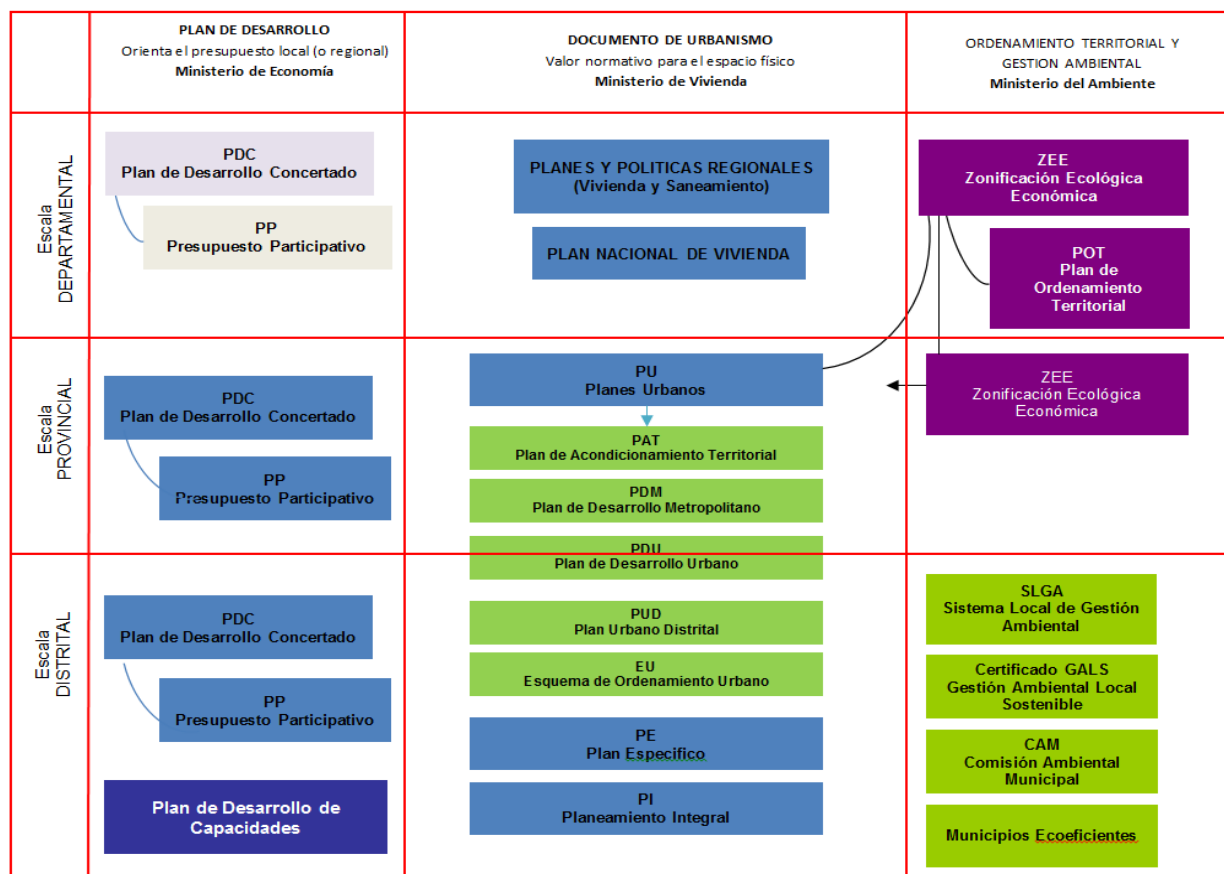 PLAN DE DESARROLLO
Orienta el presupuesto local (o regional)
Ministerio de Economía
DOCUMENTO DE URBANISMO
Valor normativo para el espacio físico
Ministerio de Vivienda
ORDENAMIENTO TERRITORIAL Y
GESTION AMBIENTAL
Ministerio del Ambiente
Escala
DEPARTAMENTAL
PDC
Plan de Desarrollo Concertado
PP
Presupuesto Participativo
PLANES Y POLITICAS REGIONALES
(Vivienda y Saneamiento)
PLAN NACIONAL DE VIVIENDA
ZEE
Zonificación Ecológica
Económica
POT
Plan de
Ordenamiento
Territorial
Escala
PROVINCIAL
PDC
Plan de Desarrollo Concertado
PP
Presupuesto Participativo
PU
Planes Urbanos
PAT
Plan de Acondicionamiento Territorial
PDM
Plan de Desarrollo Metropolitano
PDU
Plan de Desarrollo Urbano
ZEE
Zonificación Ecológica
Económica
Escala
DISTRITAL
PDC
Plan de Desarrollo Concertado
PP
Presupuesto Participativo
Plan de Desarrollo de
Capacidades
PUD
Plan Urbano Distrital
EU
Esquema de Ordenamiento Urbano
PE
Plan Especifico
PI
Planeamiento Integral
SLGA
Sistema Local de Gestión
Ambiental
Certificado GALS
Gestión Ambiental Local
Sostenible
CAM
Comisión Ambiental
Municipal
Municipios Ecoeficientes